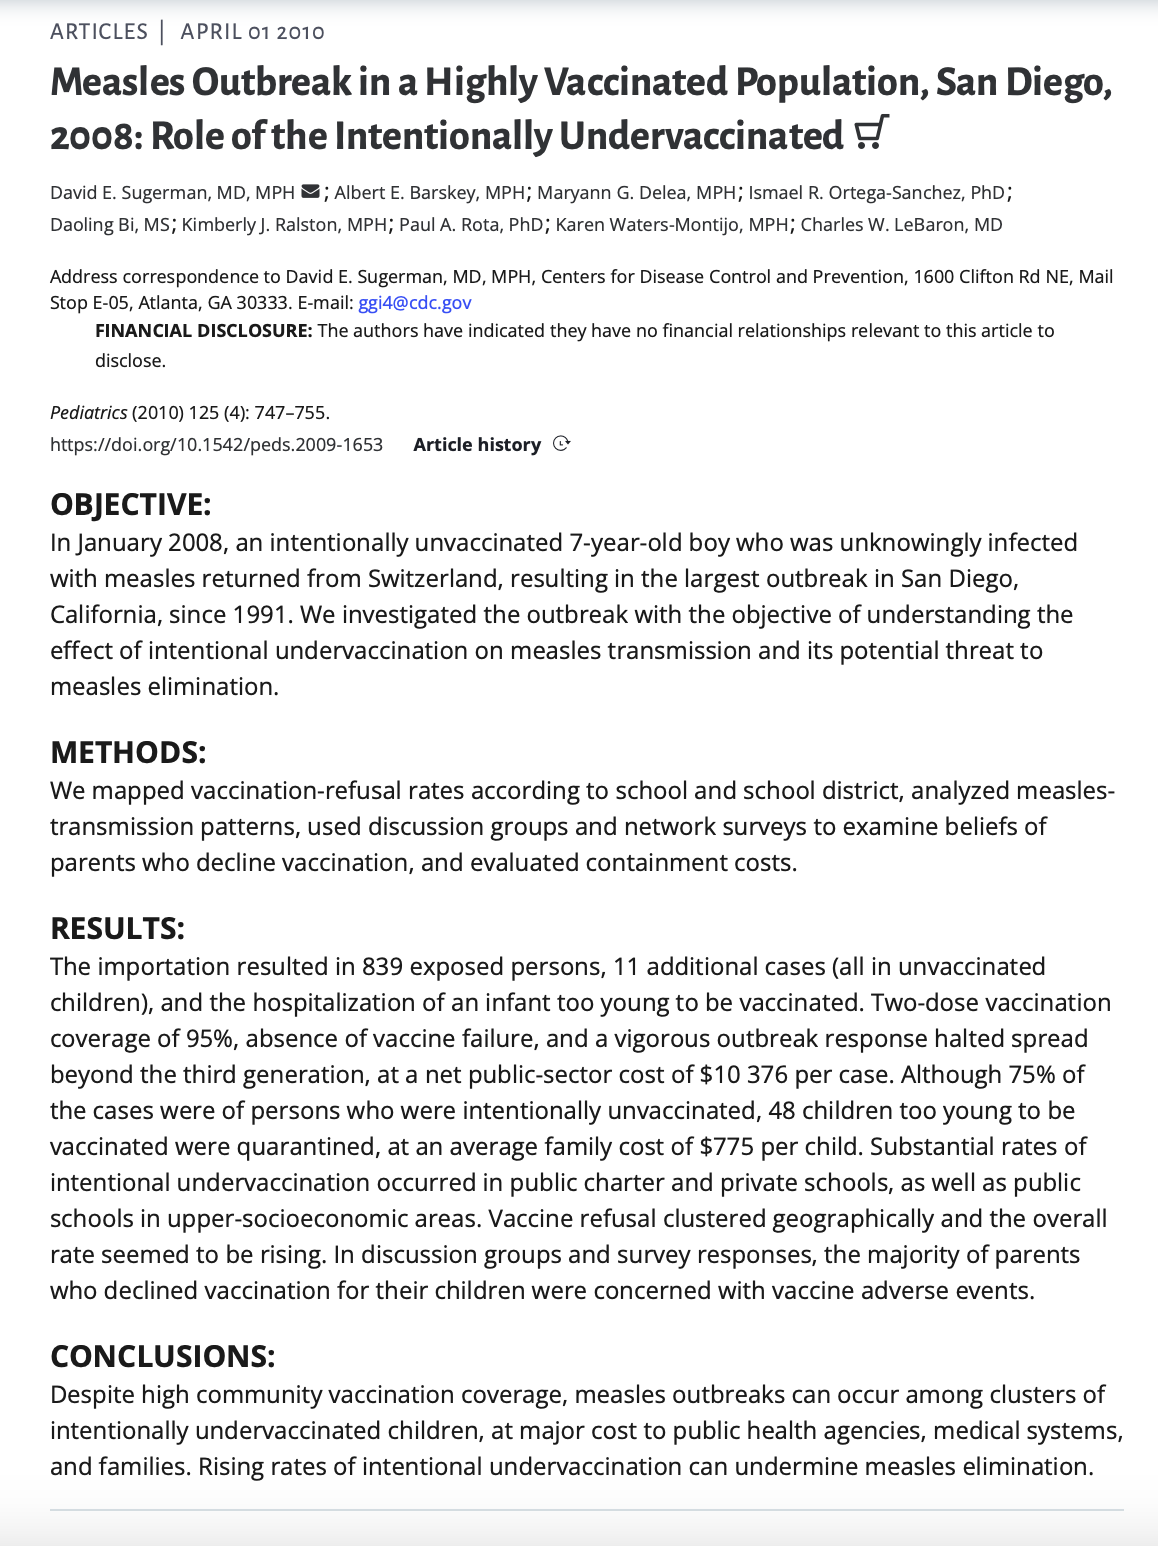 ARTICLES | APRIL 01 2010
Measles Outbreak in a Highly Vaccinated Population, San Diego,
2008: Role of the Intentionally Undervaccinated
David E. Sugerman, MD, MPH ; Albert E. Barskey, MPH; Maryann G. Delea, MPH; Ismael R. Ortega-Sanchez, PhD;
Daoling Bi, MS; Kimberly J. Ralston, MPH; Paul A. Rota, PhD; Karen Waters-Montijo, MPH; Charles W. LeBaron, MD
Address correspondence to David E. Sugerman, MD, MPH, Centers for Disease Control and Prevention, 1600 Clifton Rd NE, Mail
Stop E-05, Atlanta, GA 30333. E-mail: ggi4@cdc.gov
FINANCIAL DISCLOSURE: The authors have indicated they have no financial relationships relevant to this article to
disclose.
Pediatrics (2010) 125 (4): 747–755.
https://doi.org/10.1542/peds.2009-1653 Article history
OBJECTIVE:
In January 2008, an intentionally unvaccinated 7-year-old boy who was unknowingly infected
with measles returned from Switzerland, resulting in the largest outbreak in San Diego,
California, since 1991. We investigated the outbreak with the objective of understanding the
effect of intentional undervaccination on measles transmission and its potential threat to
measles elimination.
METHODS:
We mapped vaccination-refusal rates according to school and school district, analyzed measles-
transmission patterns, used discussion groups and network surveys to examine beliefs of
parents who decline vaccination, and evaluated containment costs.
RESULTS:
The importation resulted in 839 exposed persons, 11 additional cases (all in unvaccinated
children), and the hospitalization of an infant too young to be vaccinated. Two-dose vaccination
coverage of 95%, absence of vaccine failure, and a vigorous outbreak response halted spread
beyond the third generation, at a net public-sector cost of $10 376 per case. Although 75% of
the cases were of persons who were intentionally unvaccinated, 48 children too young to be
vaccinated were quarantined, at an average family cost of $775 per child. Substantial rates of
intentional undervaccination occurred in public charter and private schools, as well as public
schools in upper-socioeconomic areas. Vaccine refusal clustered geographically and the overall
rate seemed to be rising. In discussion groups and survey responses, the majority of parents
who declined vaccination for their children were concerned with vaccine adverse events.
CONCLUSIONS:
Despite high community vaccination coverage, measles outbreaks can occur among clusters of
intentionally undervaccinated children, at major cost to public health agencies, medical systems,
and families. Rising rates of intentional undervaccination can undermine measles elimination.